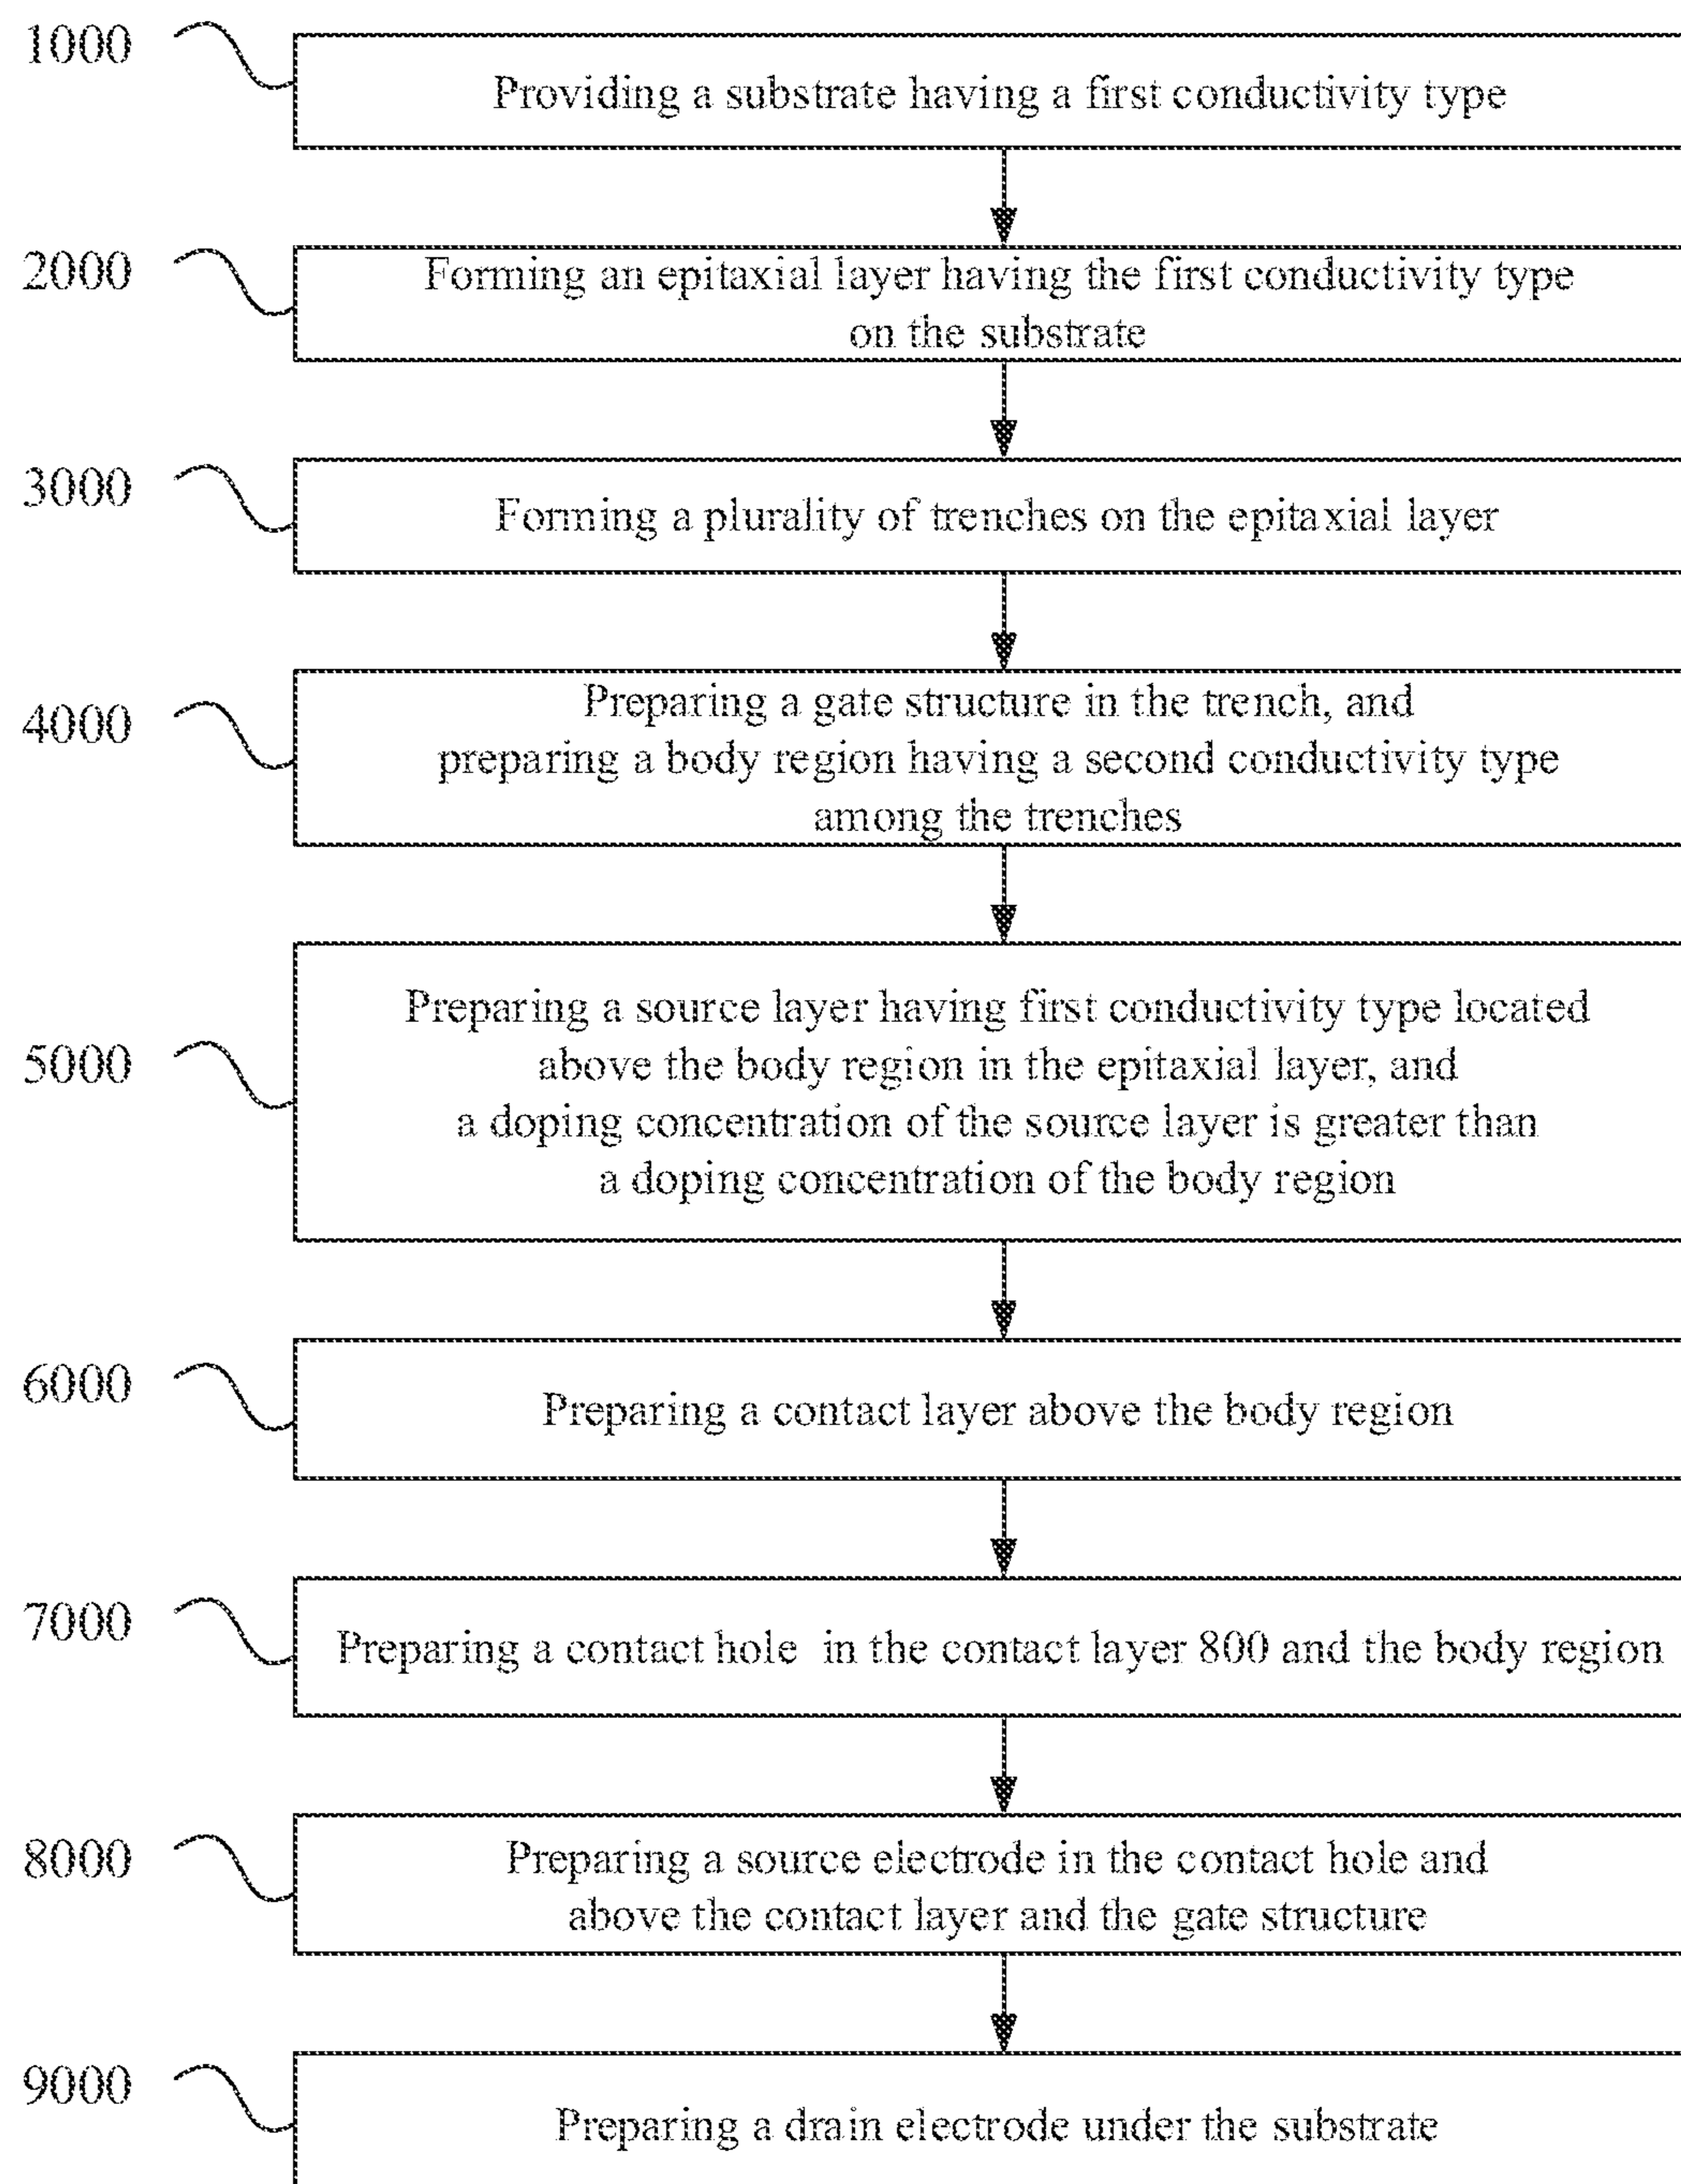 1000
Providing a substrate having a first conductivity type
2000
Forming an epitaxial layer having the first conductivity type
on the substrate
3000
Forming a plurality of trenches on the epitaxial layer
4000
Preparing a gate structure in the trench, and
preparing a body region having a second conductivity type
among the trenches
5000
Preparing a source layer having first conductivity type located
above the body region in the epitaxial layer, and
a doping concentration of the source layer is greater than
a doping concentration of the body region
6000
Preparing a contact layer above the body region
7000
Preparing a contact hole in the contact layer 800 and the body region
8000
Preparing a source electrode in the contact hole and
above the contact layer and the gate structure
9000
Preparing a drain electrode under the substrate